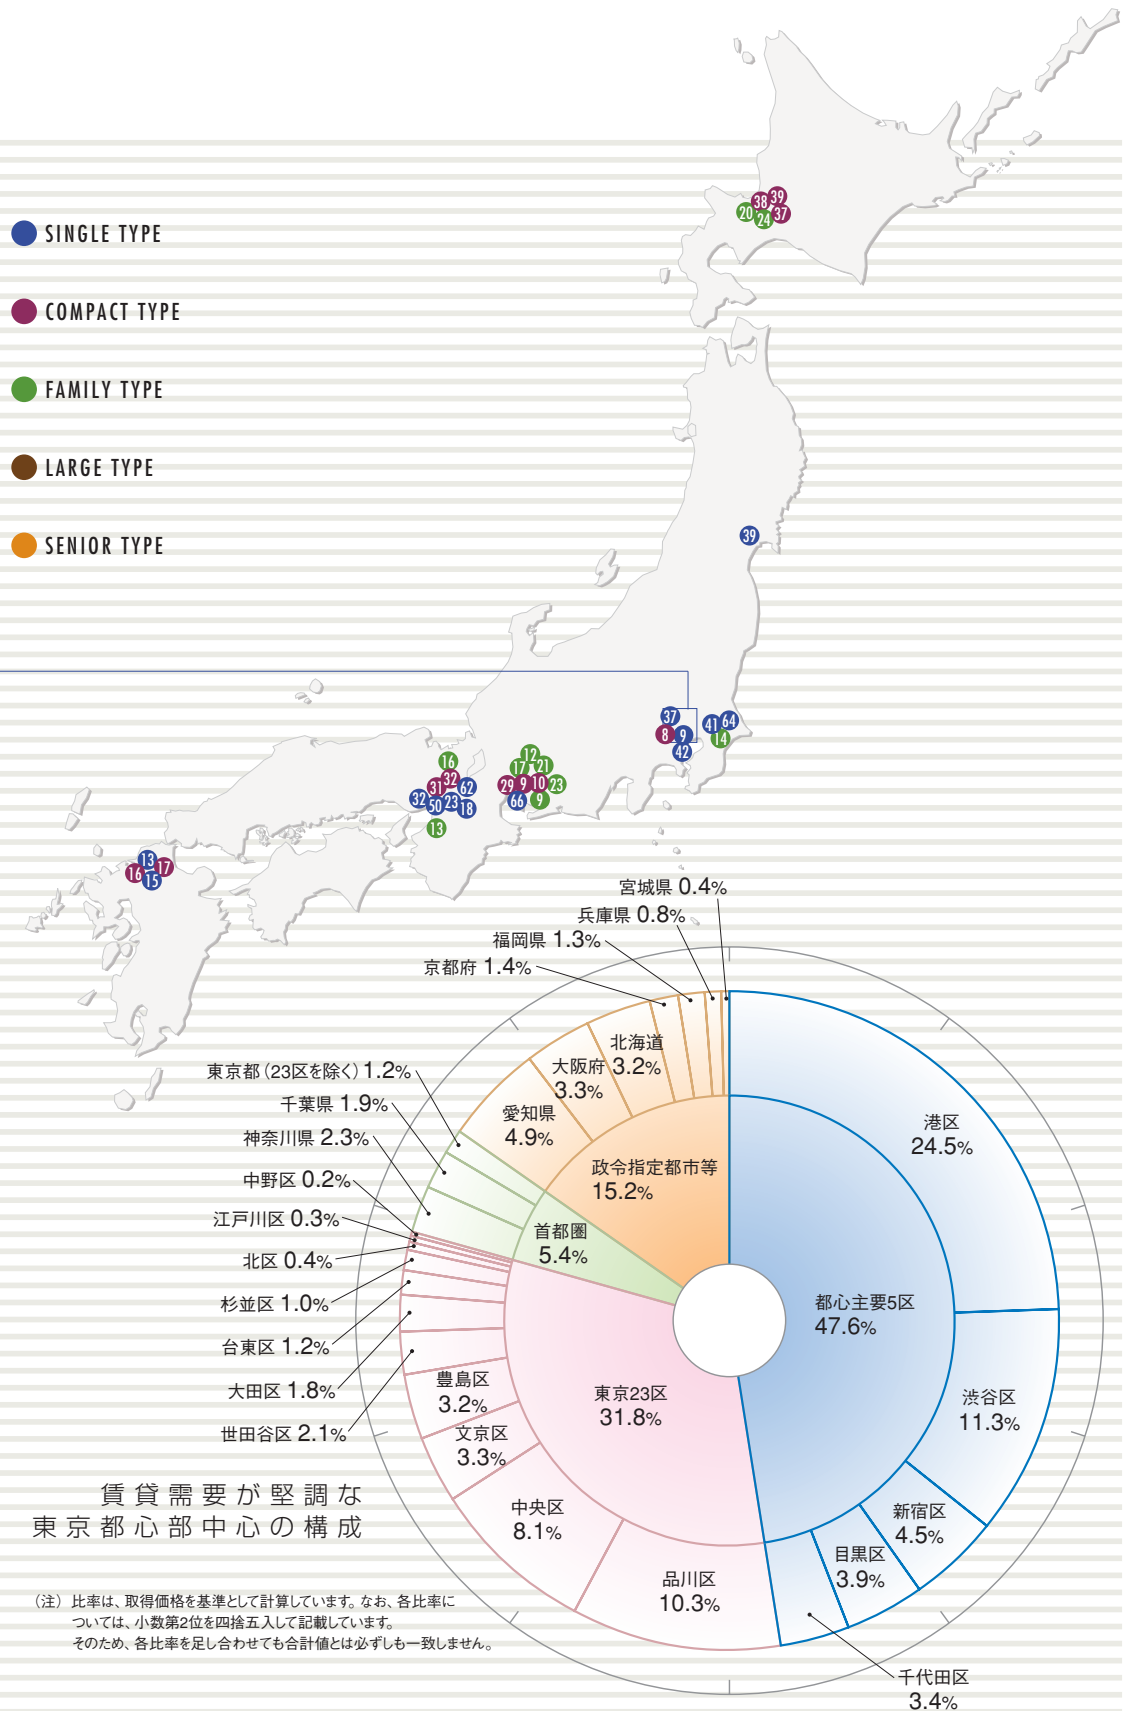 SINGLE TYPE
COMPACT TYPE
FAMILY TYPE
LARGE TYPE
SENIOR TYPE
38 39
20 24 37
39
37
41 64
8 9 14
42
12
17 21
29 9 10 23
66 9
16
31 32 62
32 50 23 18
13
13
16 17
15
宮城県 0.4%
兵庫県 0.8%
福岡県 1.3%
京都府 1.4%
北海道
3.2%
大阪府
3.3%
愛知県
4.9%
政令指定都市等
15.2%
東京都（23区を除く）1.2%
千葉県 1.9%
神奈川県 2.3%
首都圏
5.4%
中野区 0.2%
江戸川区 0.3%
北区 0.4%
杉並区 1.0%
台東区 1.2%
大田区 1.8%
世田谷区 2.1%
豊島区
3.2%
文京区
3.3%
中央区
8.1%
品川区
10.3%
東京23区
31.8%
港区
24.5%
都心主要5区
47.6%
渋谷区
11.3%
新宿区
4.5%
目黒区
3.9%
千代田区
3.4%
賃貸需要が堅調な
東京都心部中心の構成
（注）比率は、取得価格を基準として計算しています。なお、各比率に
ついては、小数第2位を四捨五入して記載しています。
そのため、各比率を足し合わせても合計値とは必ずしも一致しません。